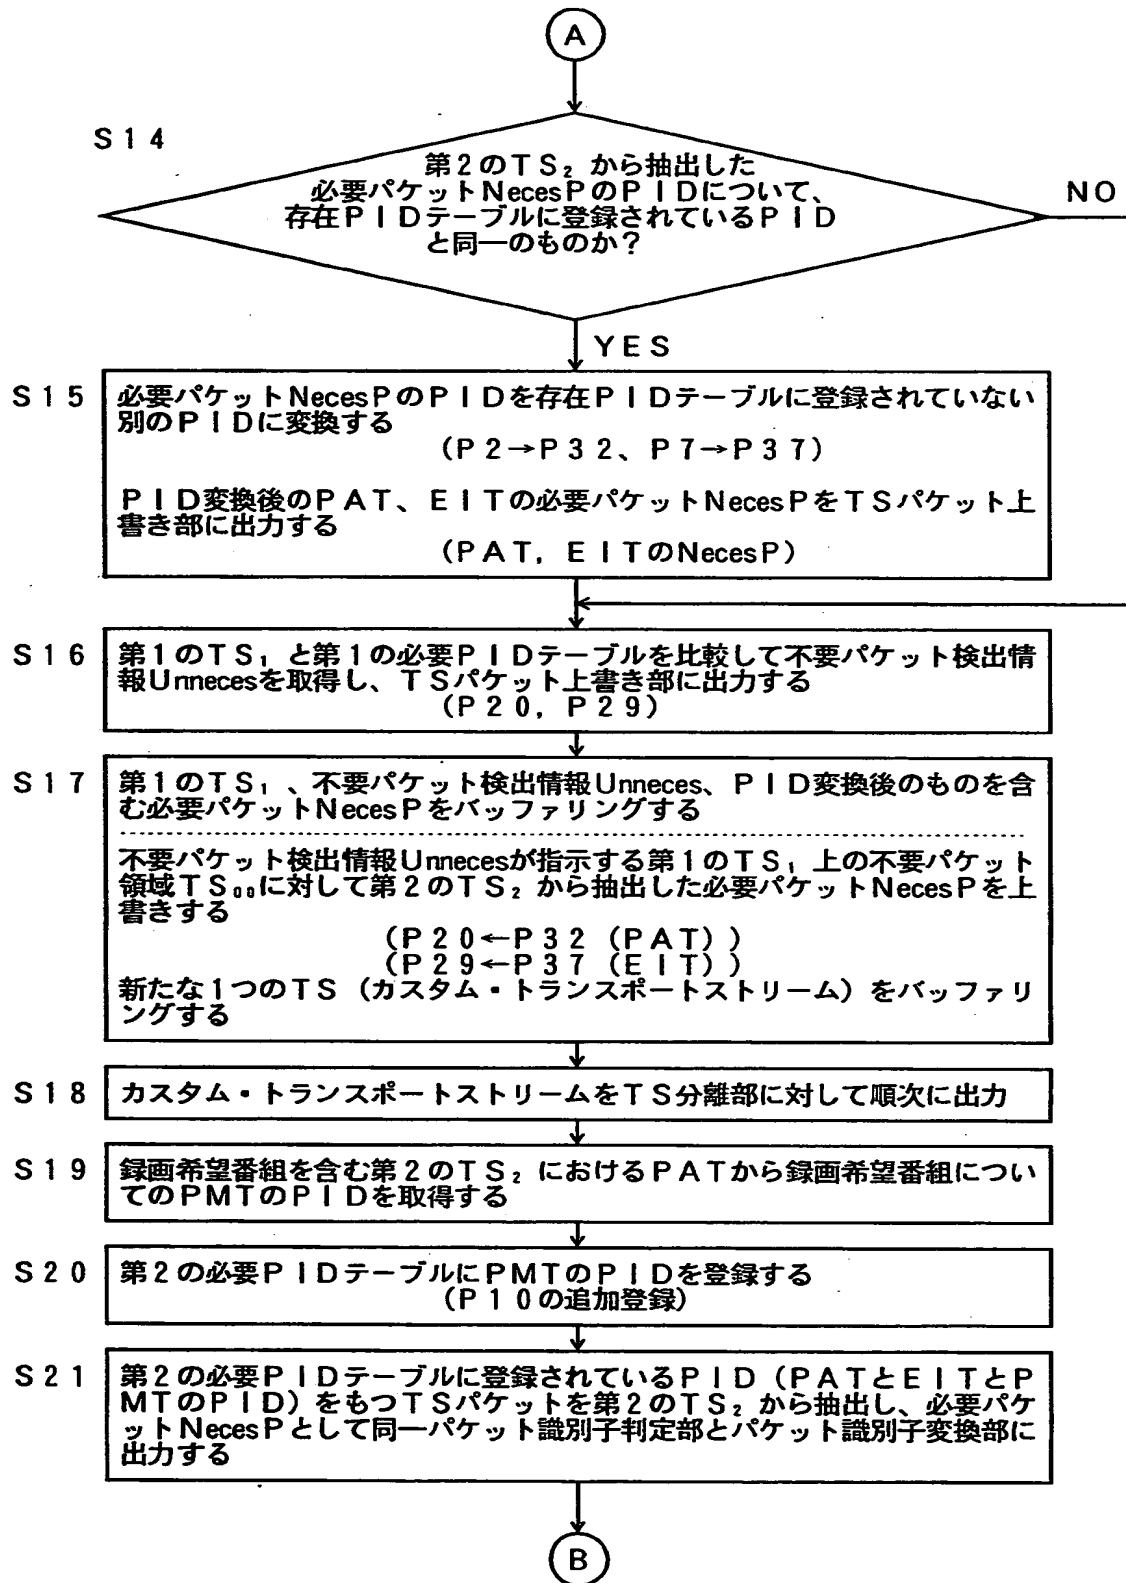 A
S14
第2のTS₂ から抽出した
必要パケットNecesPのPIDについて、
存在PIDテーブルに登録されているPID
と同一のものか?
NO
YES
S15
必要パケットNecesPのPIDを存在PIDテーブルに登録されていない
別のPIDに変換する
(P2→P32、P7→P37)
PID変換後のPAT、EITの必要パケットNecesPをTSパケット上
書き部に出力する
(PAT, EITのNecesP)
S16
第1のTS₁ と第1の必要PIDテーブルを比較して不要パケット検出情
報Unnecesを取得し、TSパケット上書き部に出力する
(P20, P29)
S17
第1のTS₁ 、不要パケット検出情報Unneces、PID変換後のものを含
む必要パケットNecesPをバッファリングする
不要パケット検出情報Unnecesが指示する第1のTS₁ 上の不要パケット
領域TS₀₀に対して第2のTS₂ から抽出した必要パケットNecesPを上
書きする
(P20←P32 (PAT))
(P29←P37 (EIT))
新たな1つのTS (カスタム・トランスポートストリーム) をバッファリ
ングする
S18
カスタム・トランスポートストリームをTS分離部に対して順次に出力
S19
録画希望番組を含む第2のTS₂ におけるPATから録画希望番組につい
てのPMTのPIDを取得する
S20
第2の必要PIDテーブルにPMTのPIDを登録する
(P10の追加登録)
S21
第2の必要PIDテーブルに登録されているPID (PATとEITとP
MTのPID) をもつTSパケットを第2のTS₂ から抽出し、必要パケ
ットNecesPとして同一パケット識別子判定部とパケット識別子変換部に
出力する
B